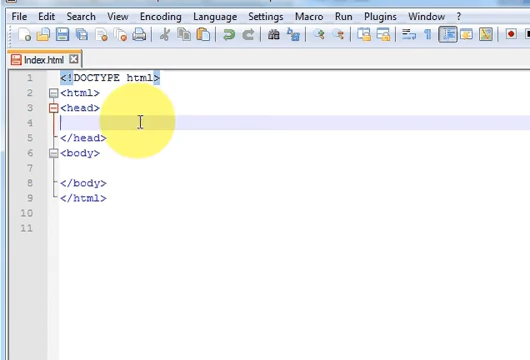 File Edit Search View Encoding Language Settings Macro Run Plugins Window ?
Index.html
1 <!DOCTYPE html>
2 <html>
3 <head>
4
5 </head>
6 <body>
7
8 </body>
9 </html>
10
11